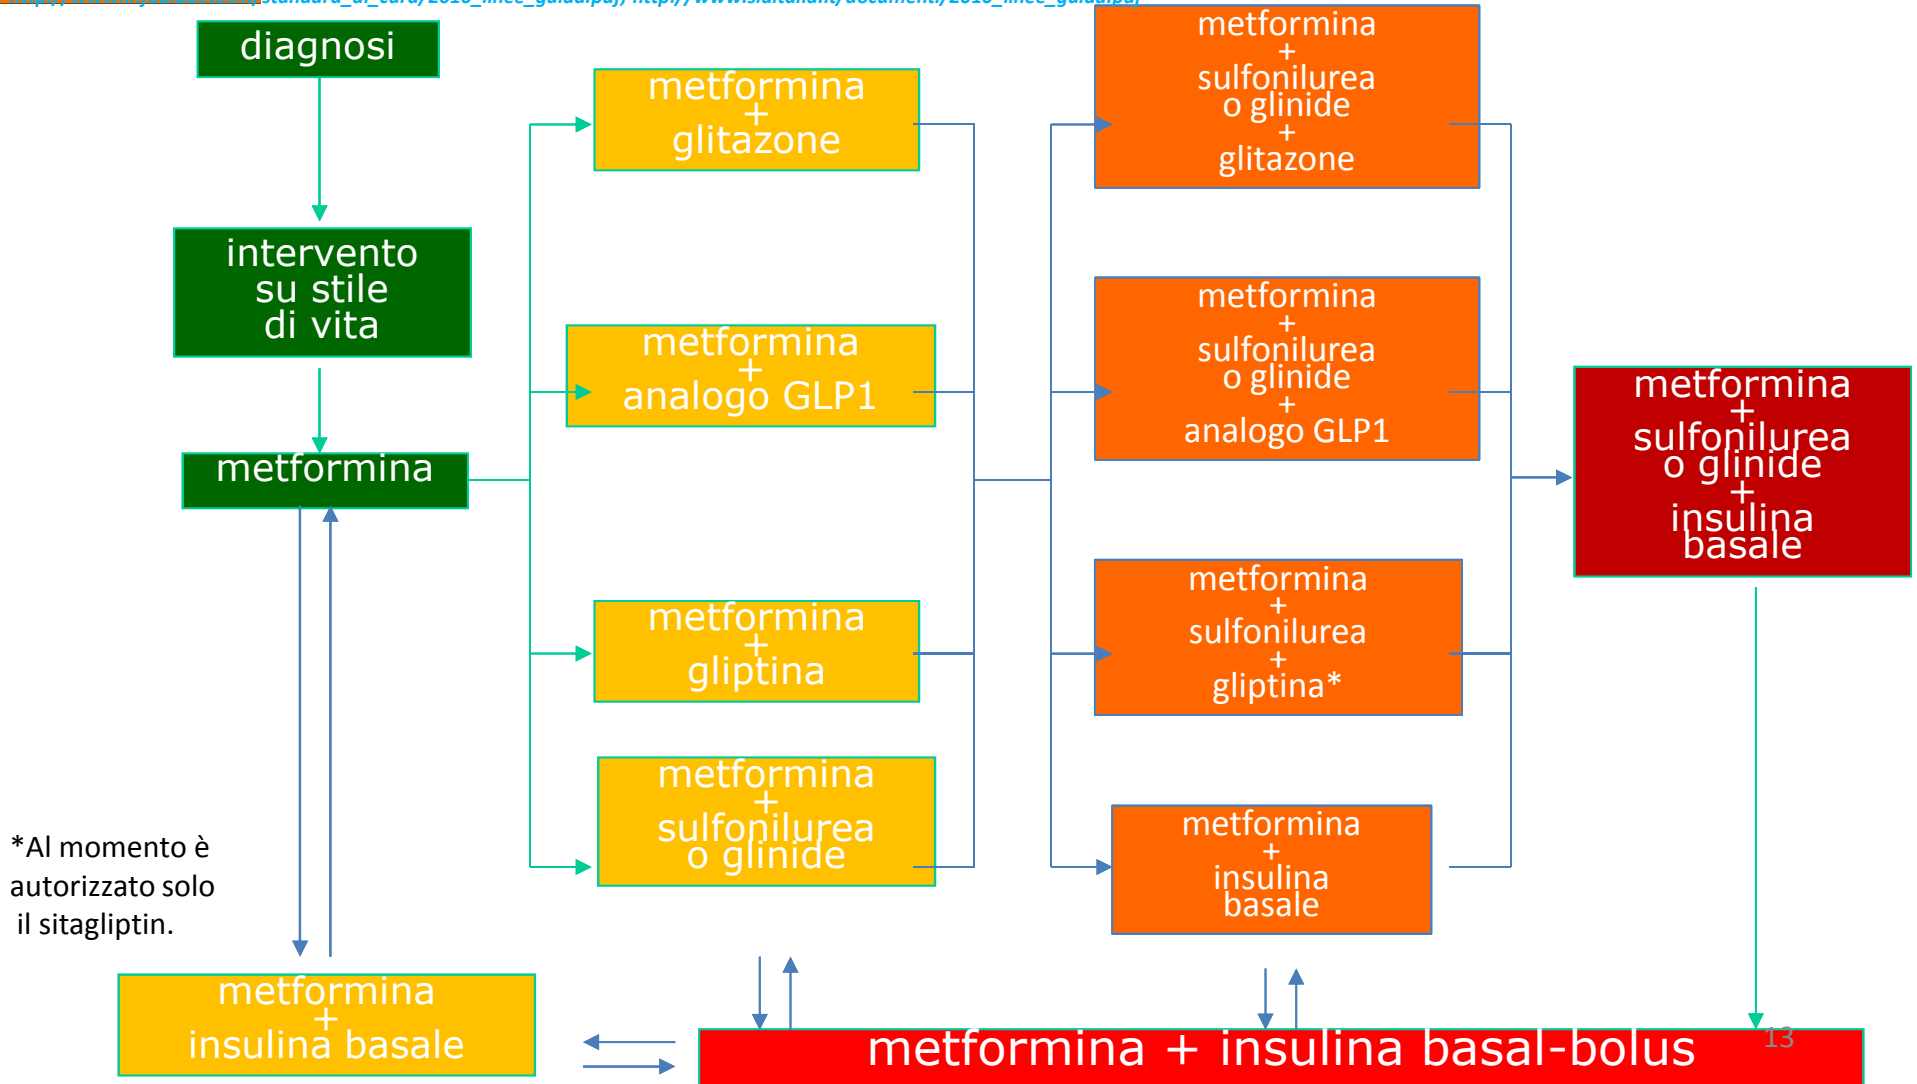 diagnosi
intervento
su stile
di vita
metformina
metformina
+
glitazone
metformina
+
analogo GLP1
metformina
+
gliptina
metformina
+
sulfonilurea
o glinide
metformina
+
sulfonilurea
o glinide
+
glitazone
metformina
+
sulfonilurea
o glinide
+
analogo GLP1
metformina
+
sulfonilurea
+
gliptina*
metformina
+
insulina
basale
metformina
+
sulfonilurea
o glinide
+
insulina
basale
*Al momento è
autorizzato solo
il sitagliptin.
metformina
+
insulina basale
metformina + insulina basal-bolus
13